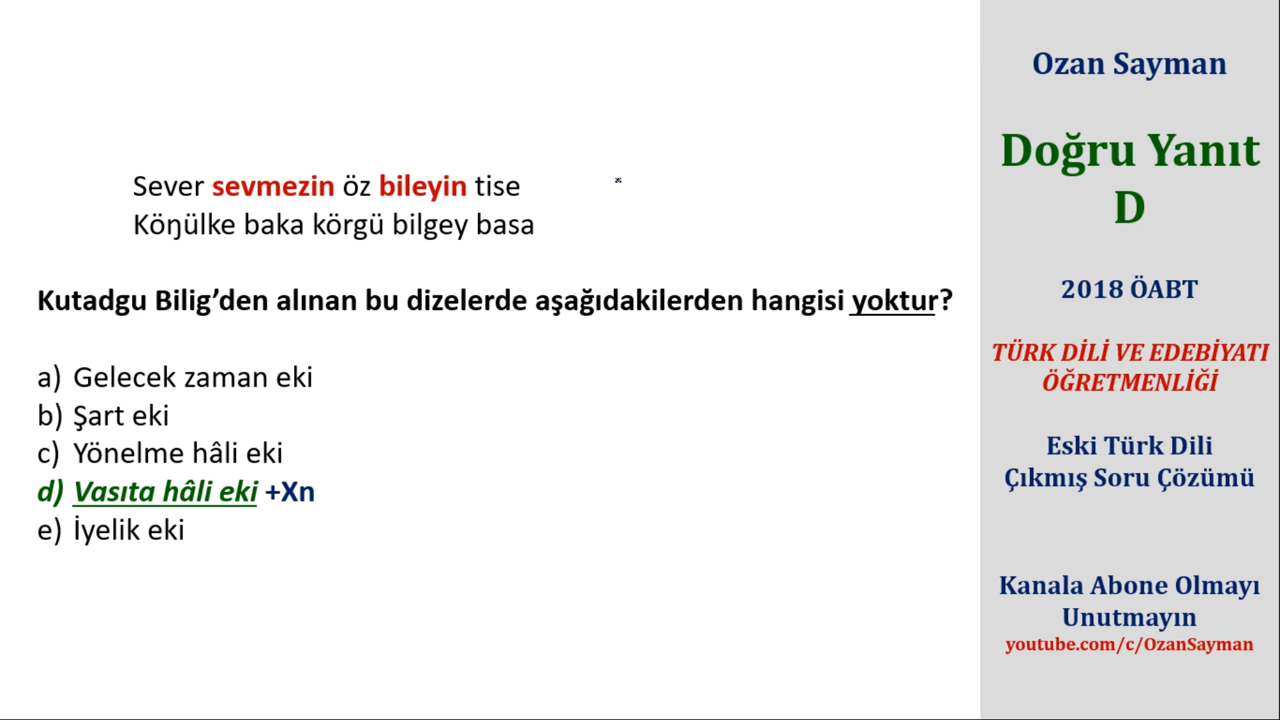 Sever sevmezin öz bileyin tise
Köŋülke baka körgü bilgey basa
Kutadgu Bilig’den alınan bu dizelerde aşağıdakilerden hangisi yoktur?
a) Gelecek zaman eki
b) Şart eki
c) Yönelme hâli eki
d) Vasıta hâli eki +Xn
e) İyelik eki
Ozan Sayman
Doğru Yanıt
D
2018 ÖABT
TÜRK DİLİ VE EDEBİYATI
ÖĞRETMENLİĞİ
Eski Türk Dili
Çıkmış Soru Çözümü
Kanala Abone Olmayı
Unutmayın
youtube.com/c/OzanSayman